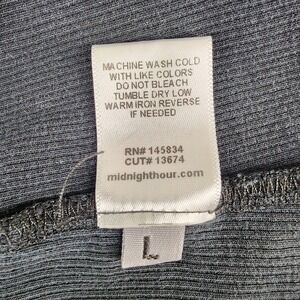 MACHINE WASH COLD
WITH LIKE COLORS
DO NOT BLEACH
TUMBLE DRY LOW
WARM IRON REVERSE
IF NEEDED
RN# 145834
CUT# 13674
midnighthour.com
L